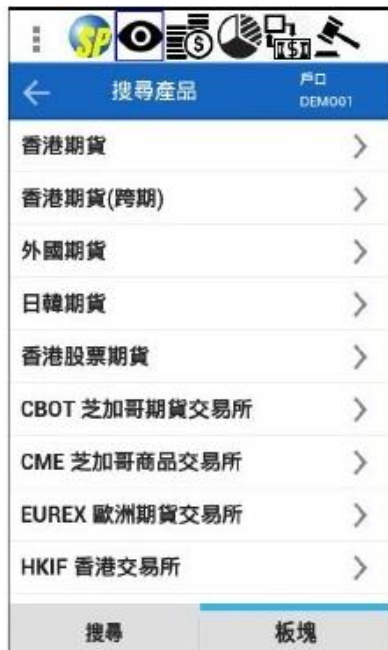 SP
搜尋產品
戶口
DEMO01
香港期貨
香港期貨(跨期)
外國期貨
日韓期貨
香港股票期貨
CBOT 芝加哥期貨交易所
CME 芝加哥商品交易所
EUREX 歐洲期貨交易所
HKIF 香港交易所
搜尋
板塊